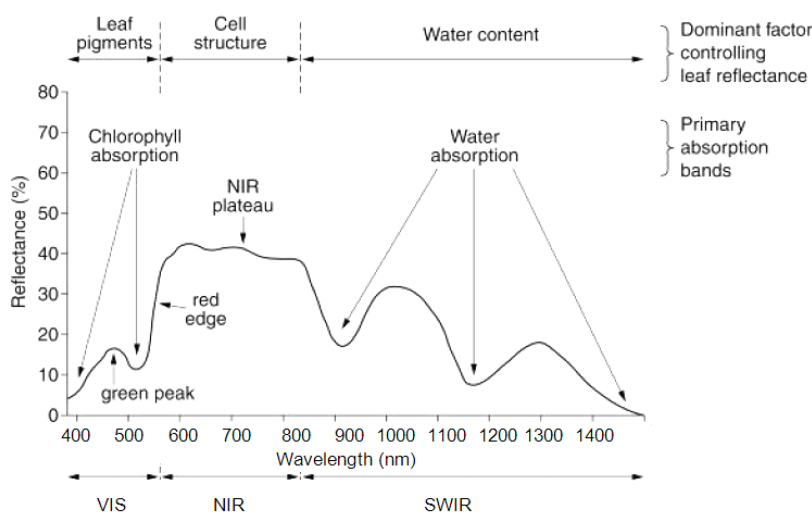 Leaf
pigments
Cell
structure
Water content
Dominant factor
controlling
leaf reflectance
80
70
60
50
40
30
20
10
0
Reflectance (%)
Chlorophyll
absorption
NIR
plateau
Water
absorption
Primary
absorption
bands
red
edge
green peak
400 500 600 700 800 900 1000 1100 1200 1300 1400
Wavelength (nm)
VIS NIR SWIR